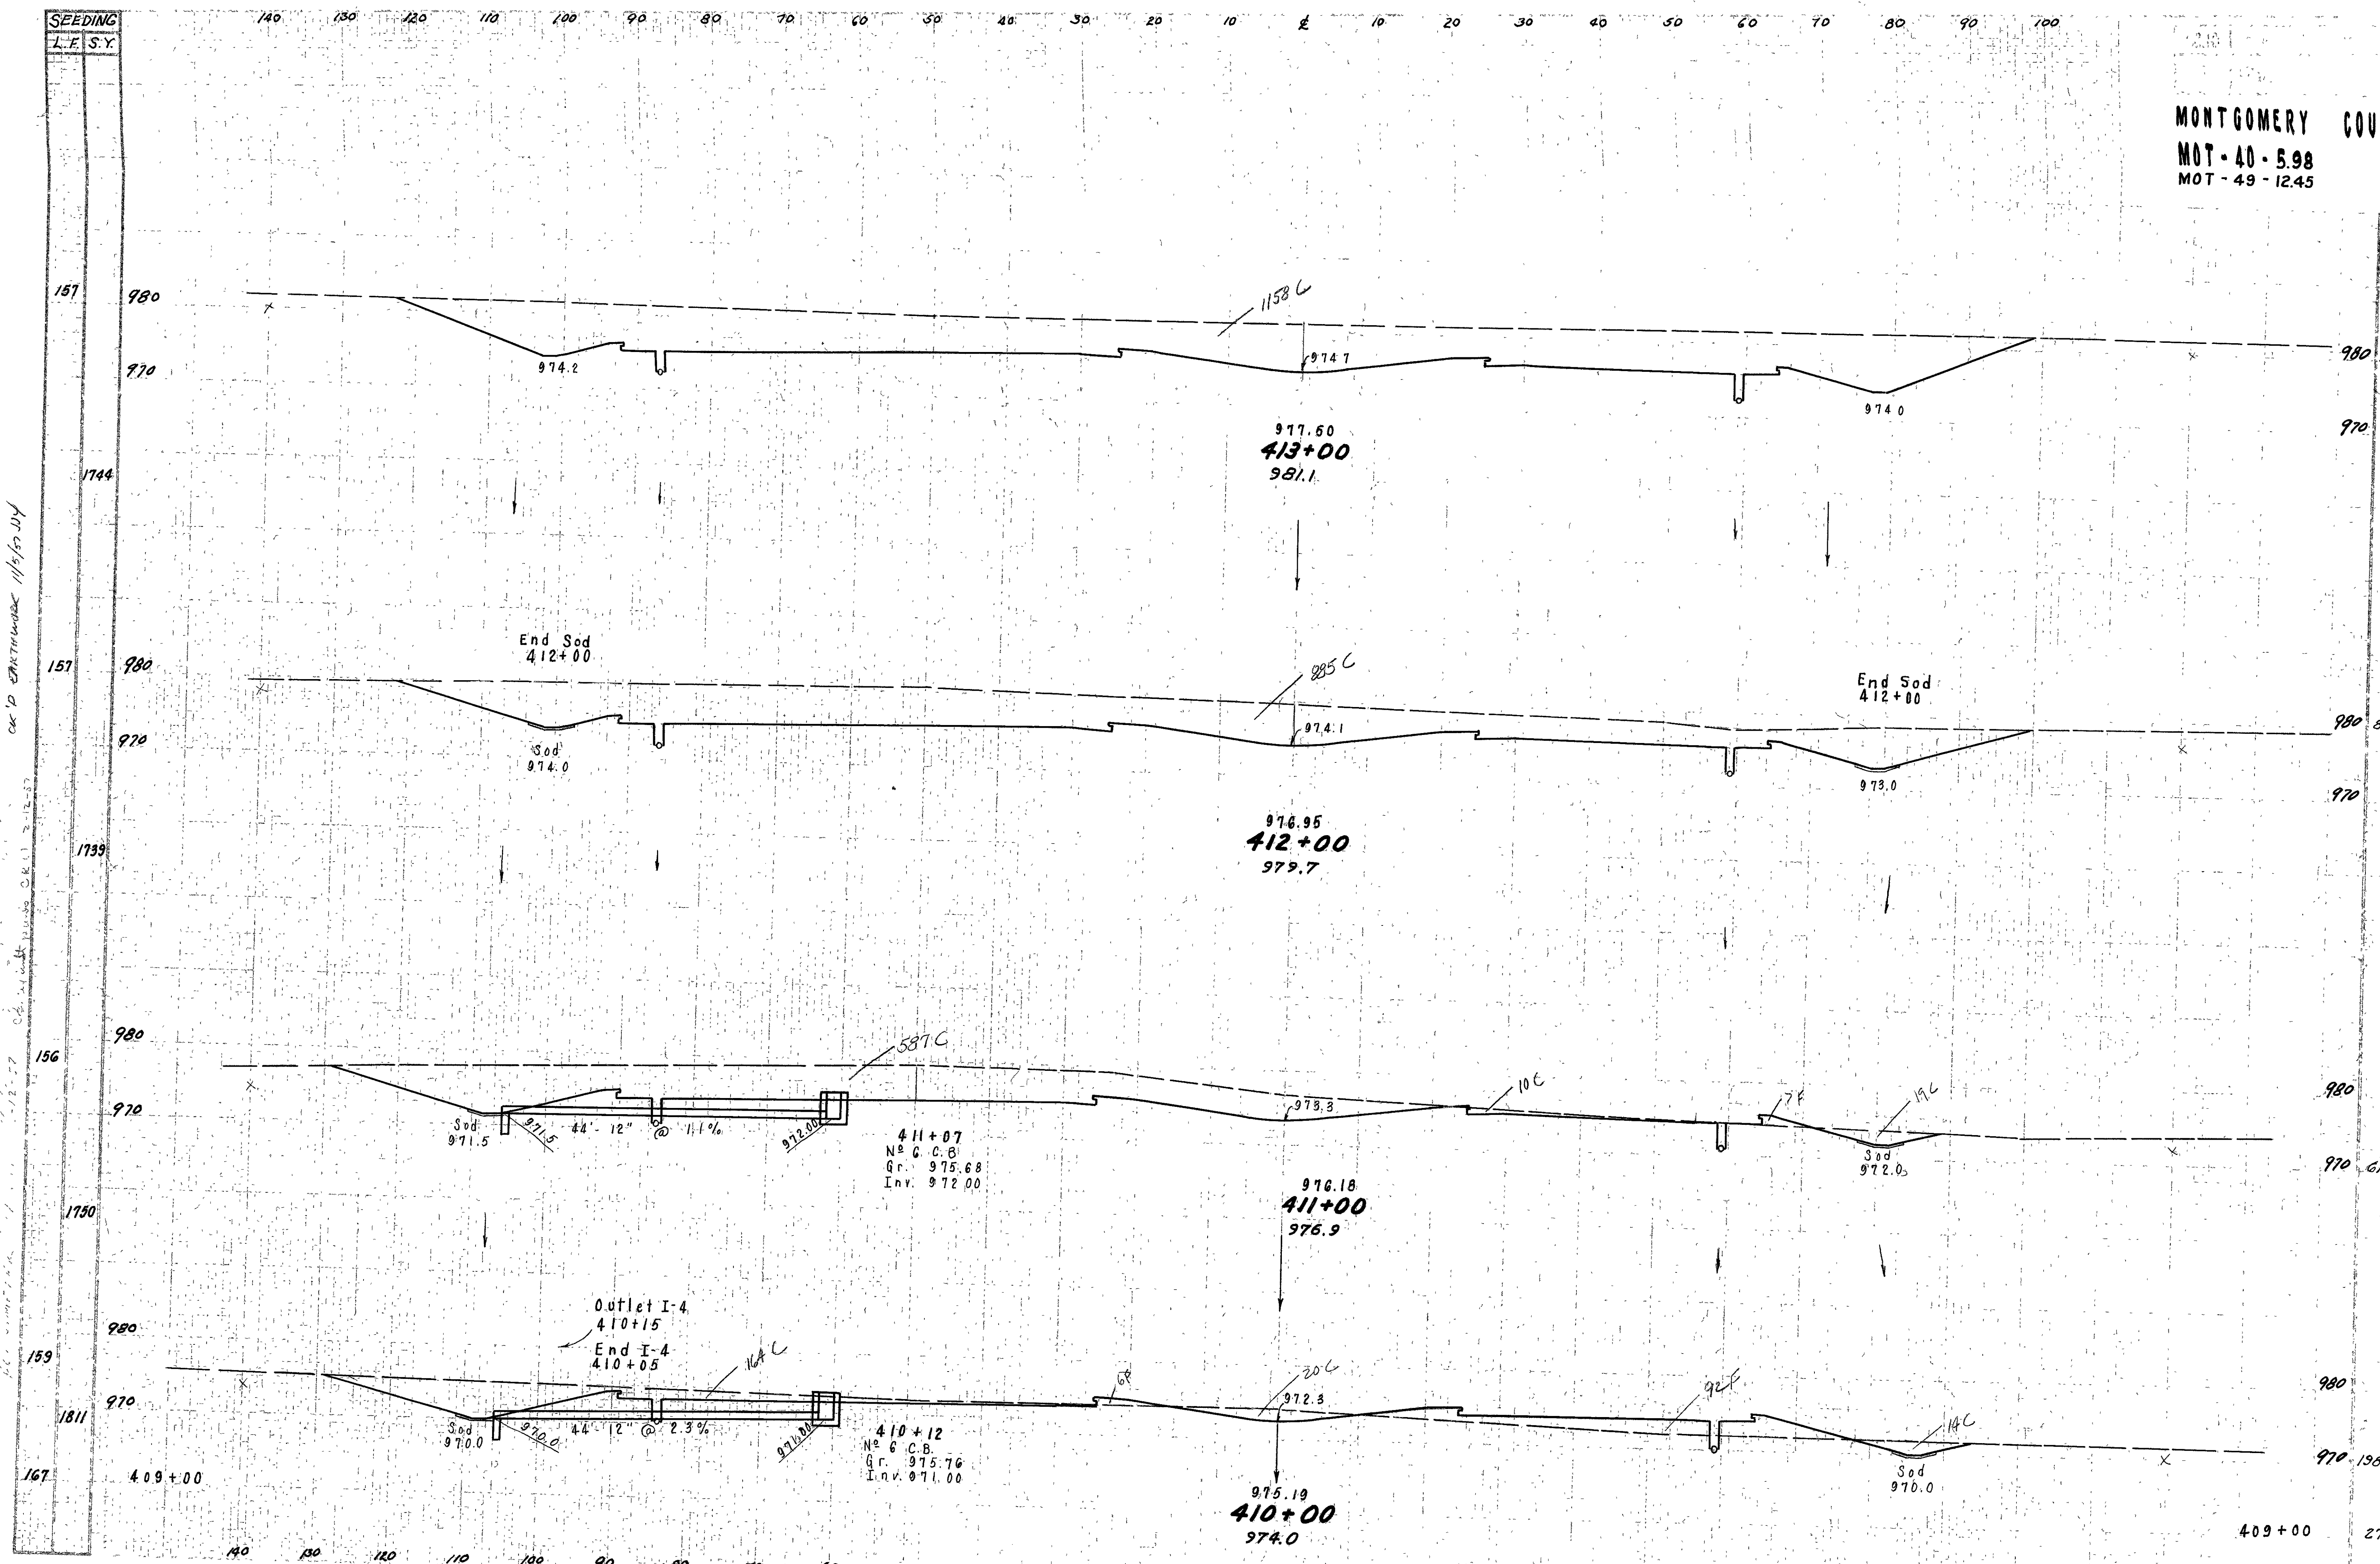 SEEDING
L.F. S.Y.
140 130 120 110 100 90 80 70 60 50 40 30 20 10 ℄ 10 20 30 40 50 60 70 80 90 100
MONTGOMERY COU
MOT - 40 - 5.98
MOT - 49 - 12.45
157
980
1158 C
974.7
980
970
974.2
974.0
970
977.60
413+00
981.1
1744
CK'D EARTHWORK 11/5/57
End Sod
412+00
157
980
885 C
End Sod
412+00
974.1
980
970
Sod
974.0
973.0
970
976.95
412+00
979.7
1739
980
156
587 C
10 C
7 F
19 C
980
970
973.3
Sod
971.5
971.5
44' - 12" @ 1.1%
972.00
411+07
Nº 6 C.B.
Gr. 975.68
Inv. 972.00
Sod
972.0
970
976.18
411+00
976.9
1750
Outlet I-4
410+15
End I-4
410+05
980
159
164 C
6 F
20 C
972.3
92 F
14 C
980
970
1811
Sod
970.0
970.0
44' - 12" @ 2.3%
971.00
410+12
Nº 6 C.B.
Gr. 975.76
Inv. 971.00
Sod
970.0
970
167
409+00
975.19
410+00
974.0
409+00
140 130 120 110 100 90